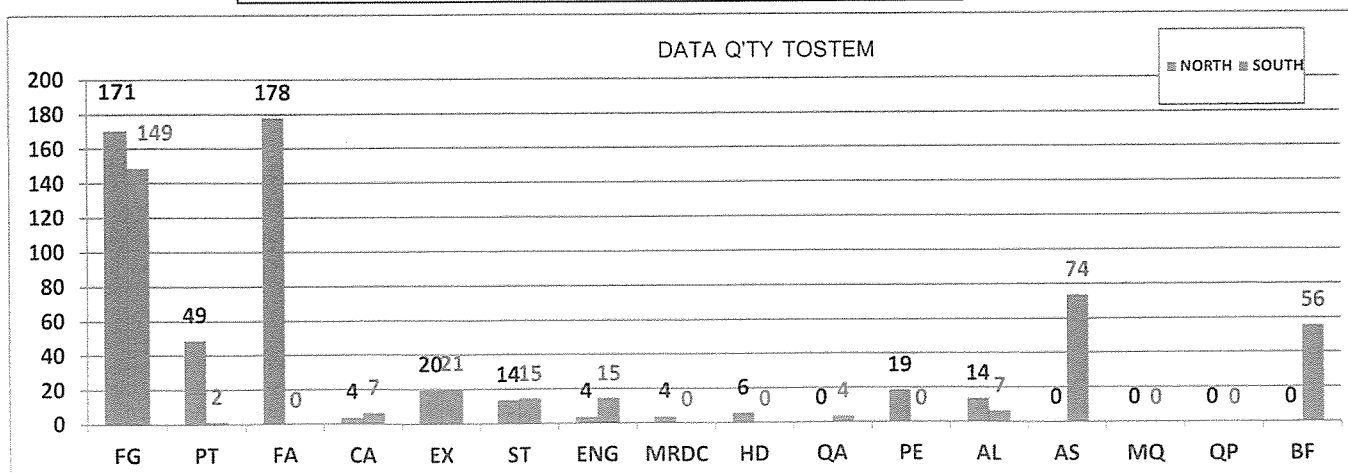 DATA Q'TY TOSTEM
NORTH SOUTH
200
180
160
140
120
100
80
60
40
20
0
171 149 49 2 178 0 4 7 20 21 14 15 4 15 4 0 6 0 0 4 19 0 14 7 0 74 0 0 0 0 0 56
FG PT FA CA EX ST ENG MRDC HD QA PE AL AS MQ QP BF